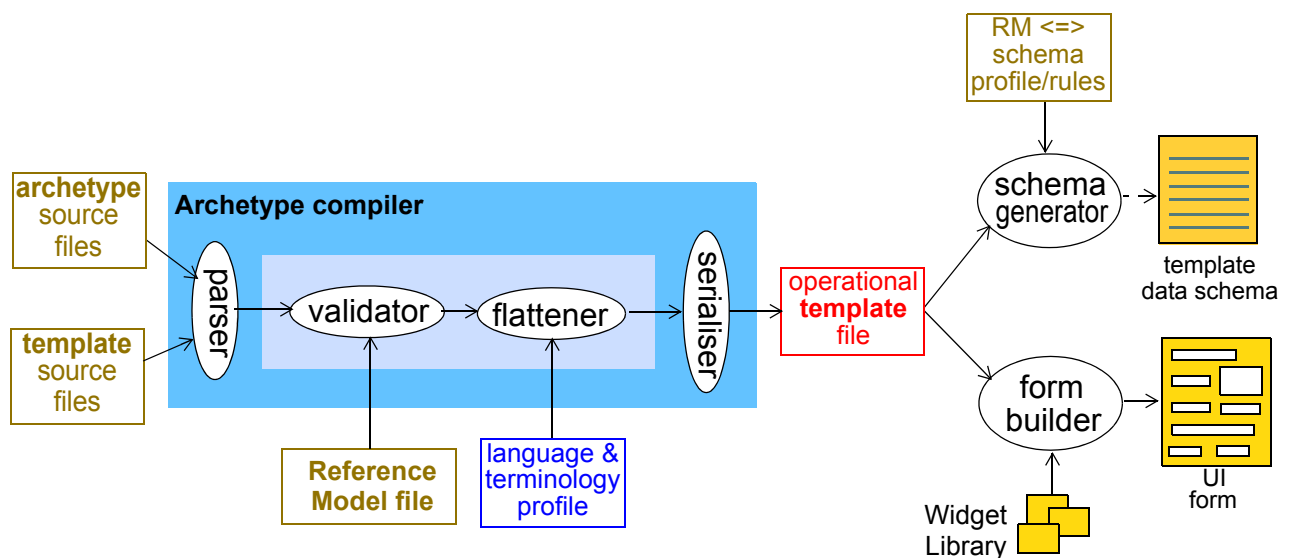 RM <=>
schema
profile/rules
archetype
source
files
Archetype compiler
parser
validator
flattener
serialiser
operational
template
file
schema
generator
template
data schema
template
source
files
Reference
Model file
language &
terminology
profile
form
builder
UI
form
Widget
Library